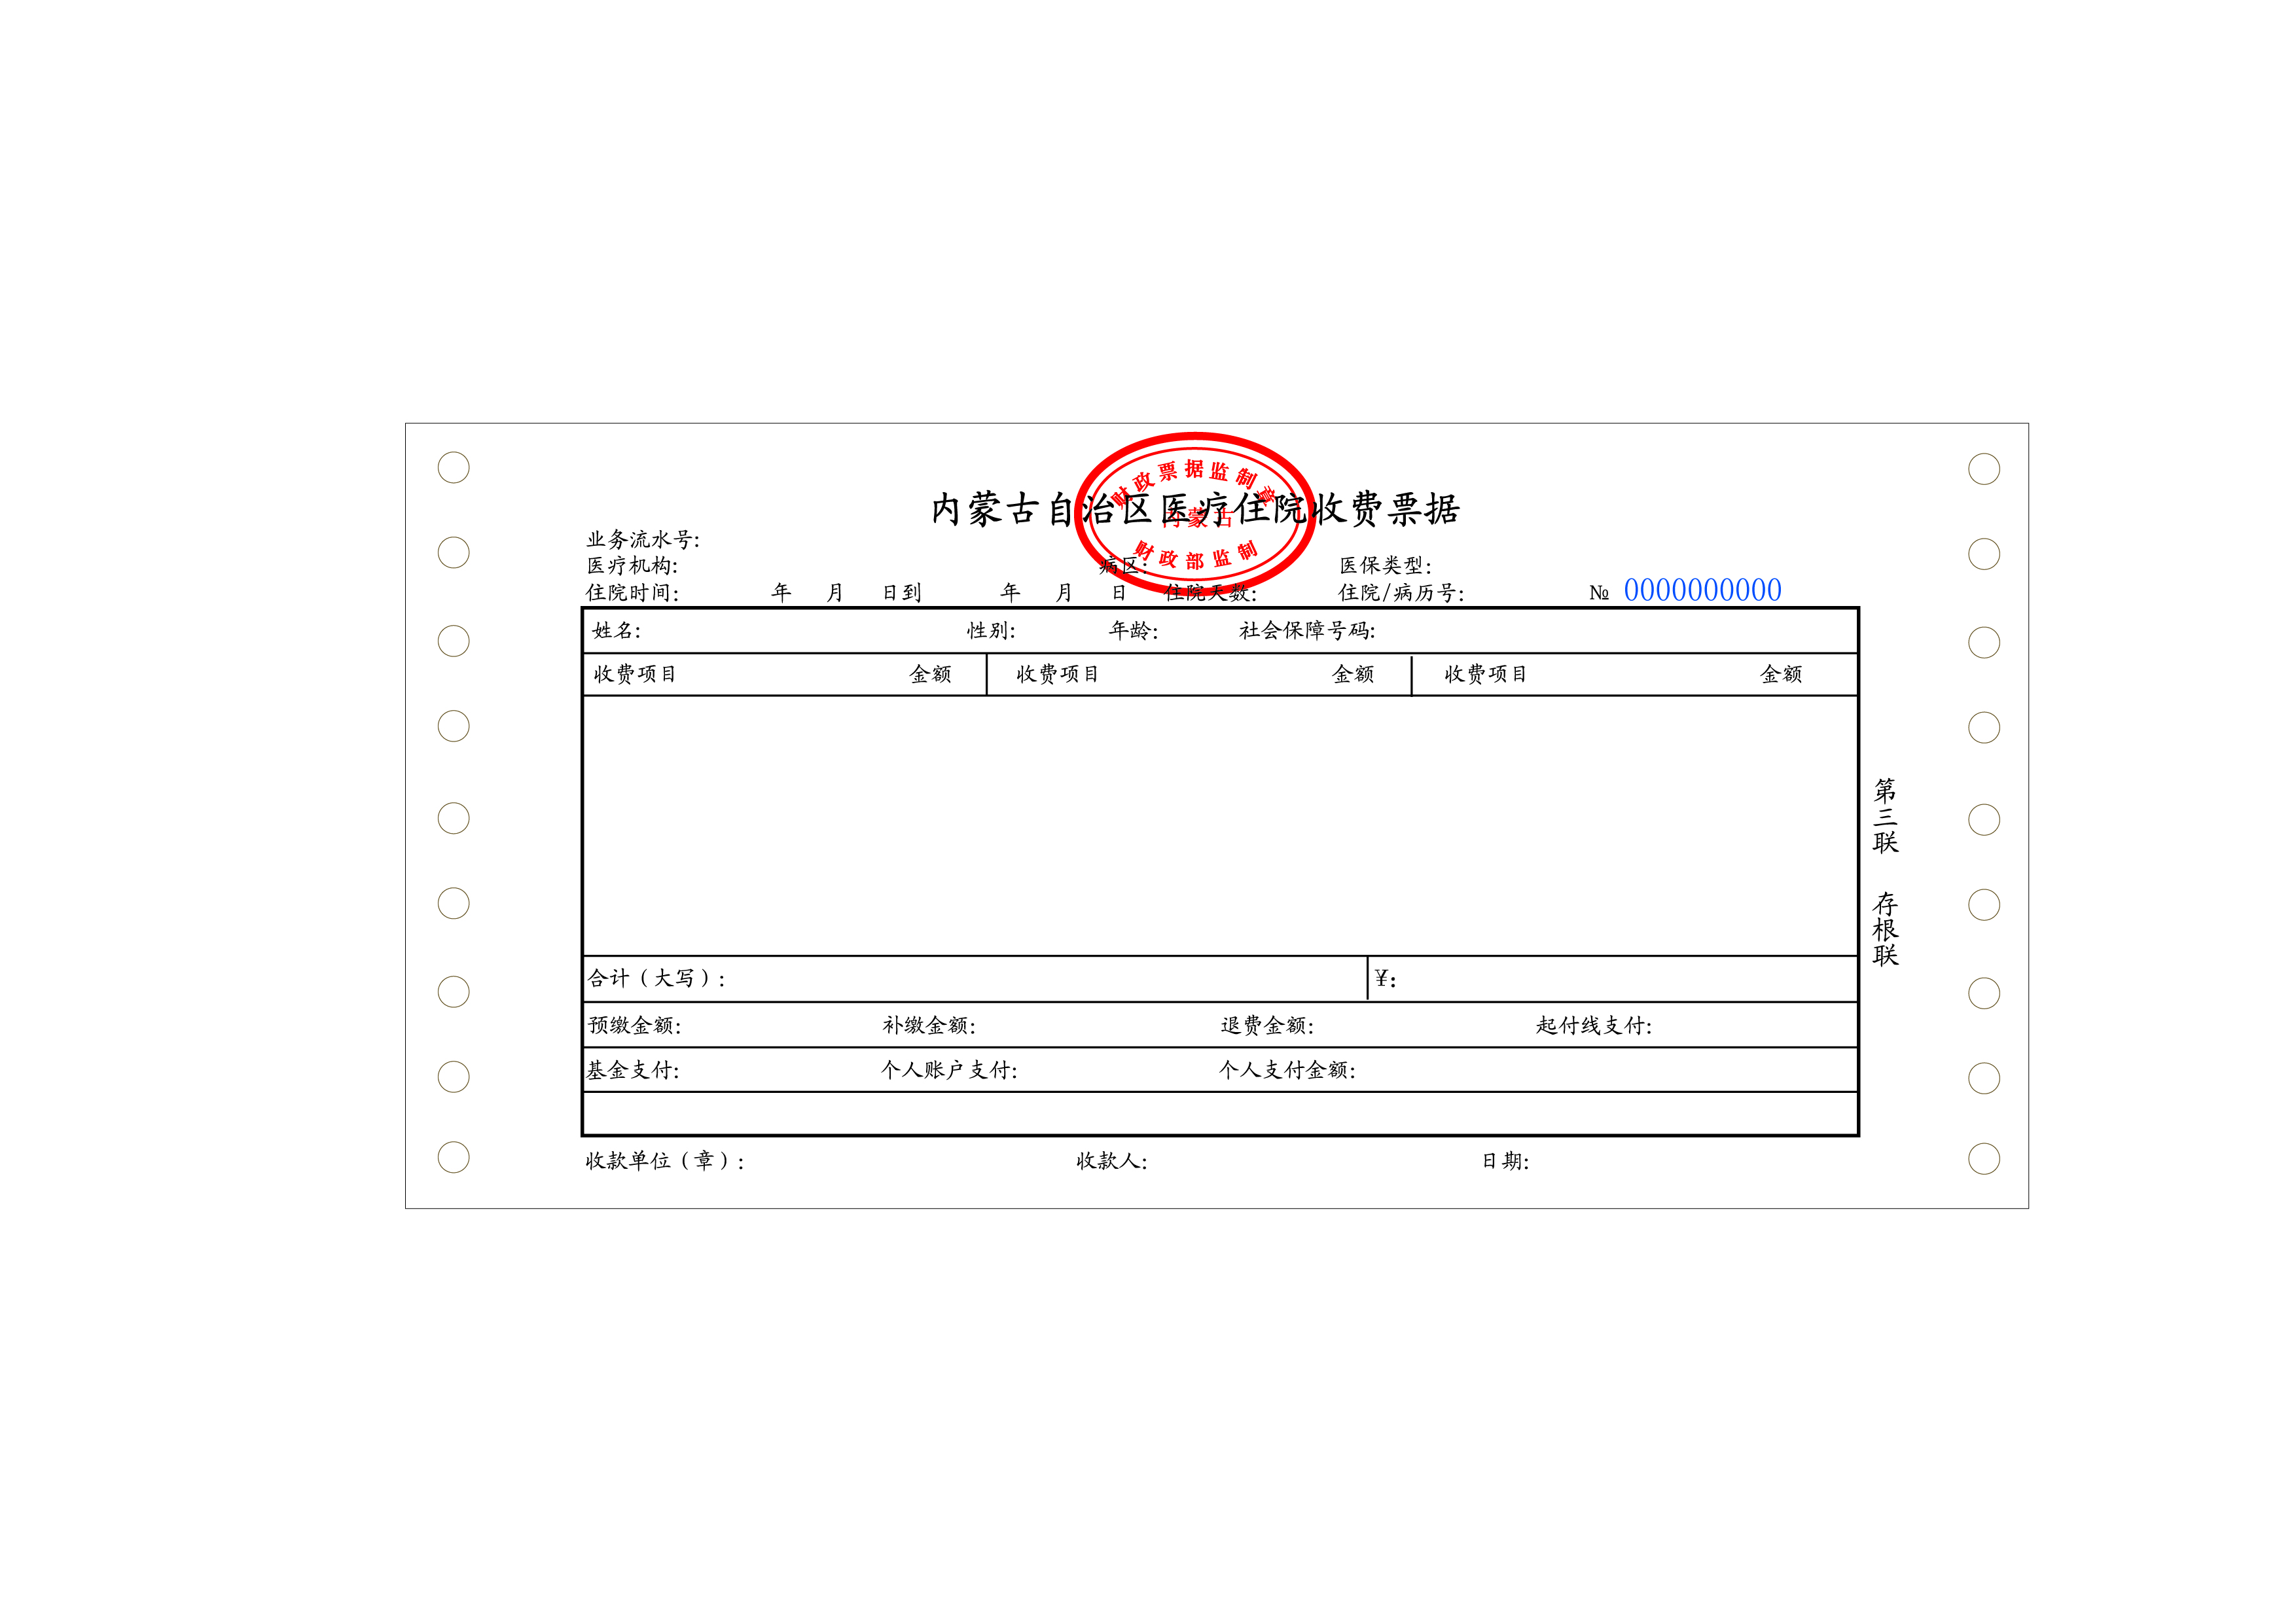 财政票据监制章
内蒙古自治区医疗住院收费票据
内蒙古
财政部监制
业务流水号:
医疗机构: 病区: 医保类型:
住院时间: 年 月 日到 年 月 日 住院天数: 住院/病历号: № 0000000000
姓名: 性别: 年龄: 社会保障号码:
收费项目 金额 收费项目 金额 收费项目 金额
合计（大写）: ¥:
预缴金额: 补缴金额: 退费金额: 起付线支付:
基金支付: 个人账户支付: 个人支付金额:
收款单位（章）: 收款人: 日期:
第三联 存根联